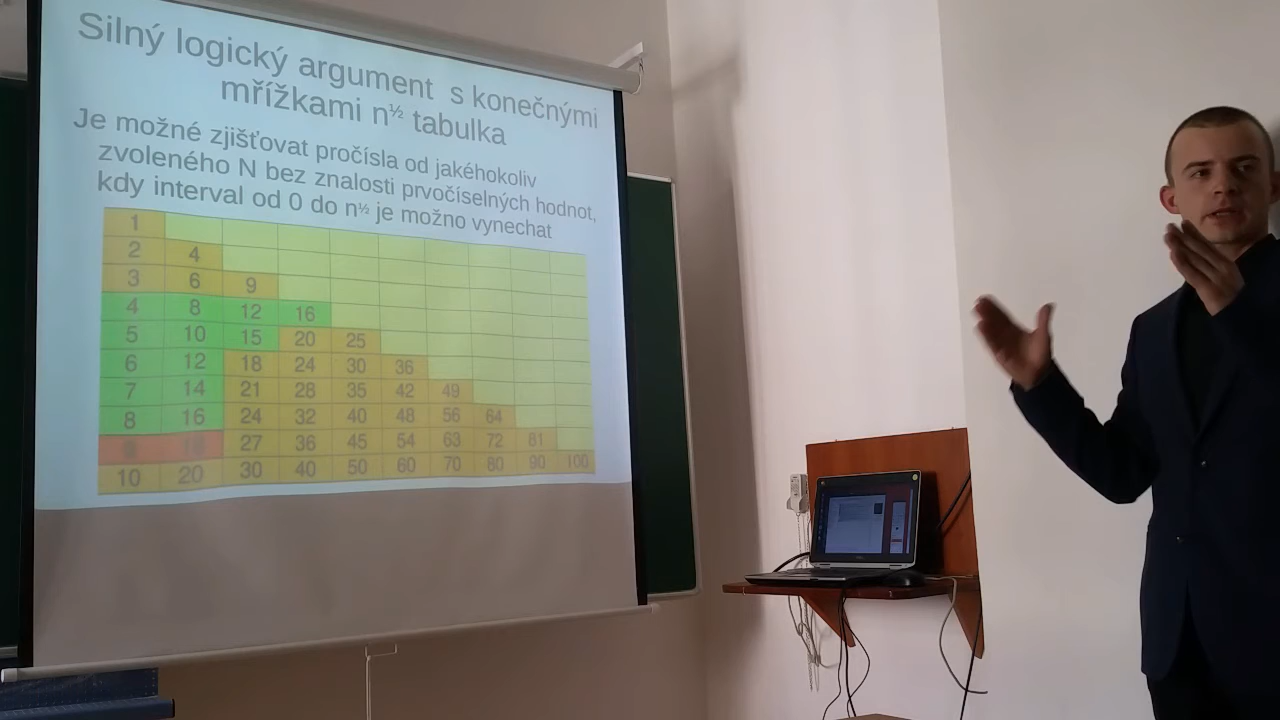 Silný logický argument s konečnými
mřížkami n½ tabulka
Je možné zjišťovat pročísla od jakéhokoliv
zvoleného N bez znalosti prvočíselných hodnot,
kdy interval od 0 do n½ je možno vynechat
1
2 4
3 6 9
4 8 12 16
5 10 15 20 25
6 12 18 24 30 36
7 14 21 28 35 42 49
8 16 24 32 40 48 56 64
27 36 45 54 63 72 81
10 20 30 40 50 60 70 80 90 100